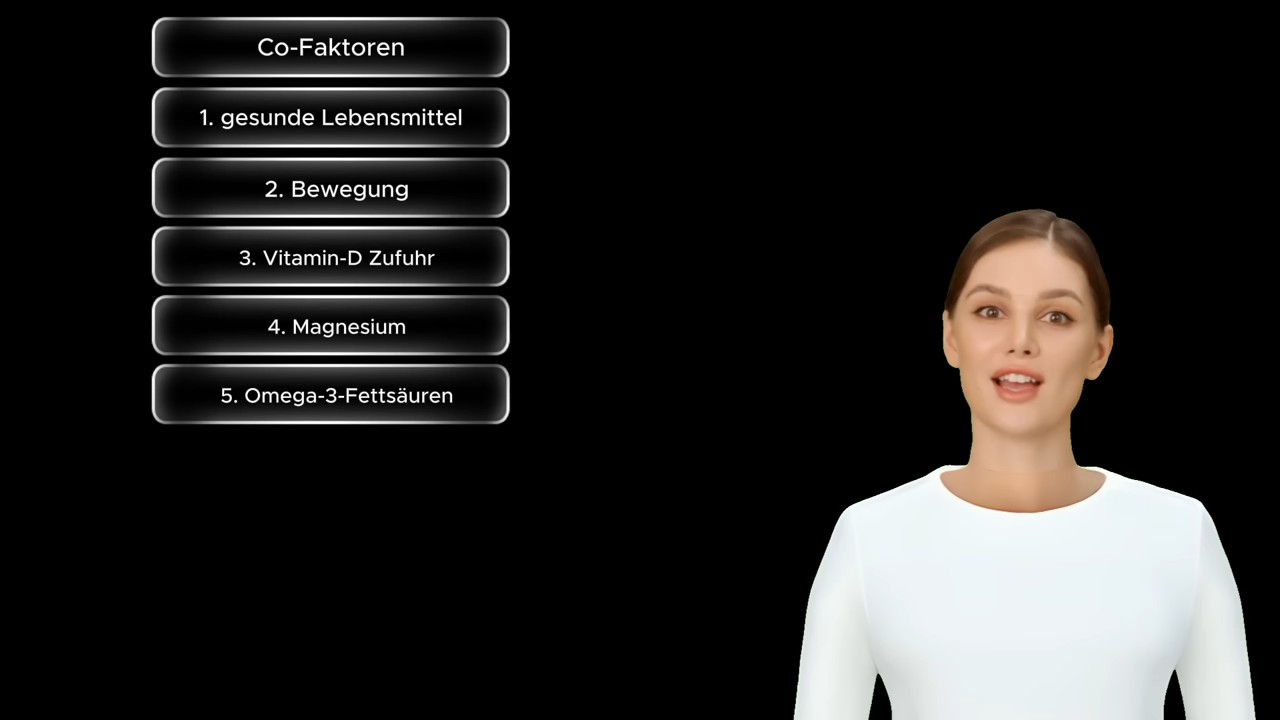 Co-Faktoren
1. gesunde Lebensmittel
2. Bewegung
3. Vitamin-D Zufuhr
4. Magnesium
5. Omega-3-Fettsäuren